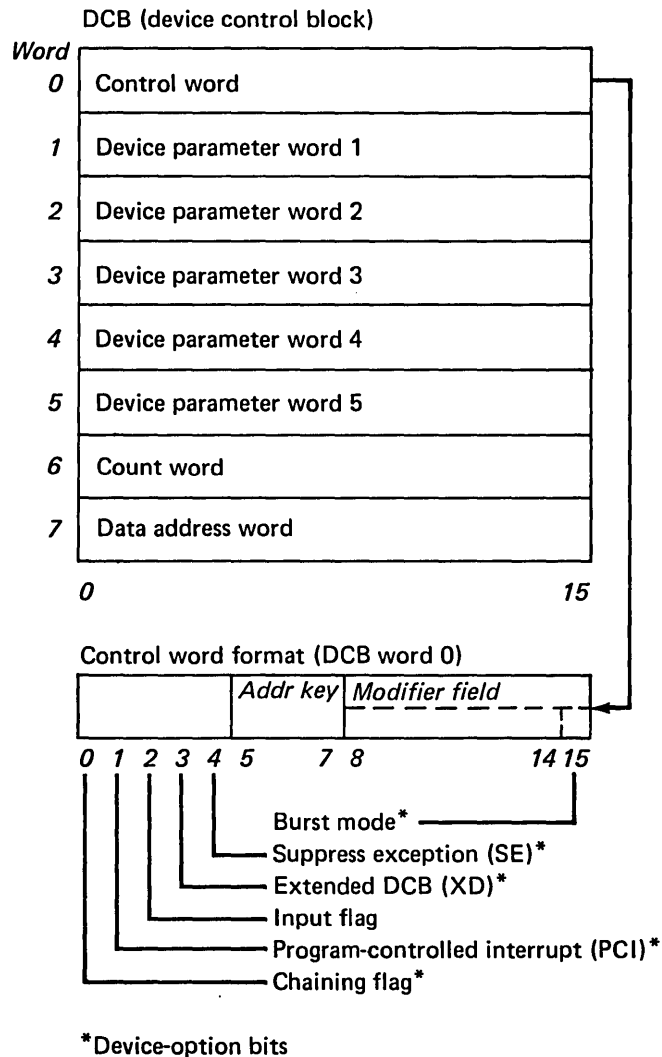 DCB (device control block)
Word
0 Control word
1 Device parameter word 1
2 Device parameter word 2
3 Device parameter word 3
4 Device parameter word 4
5 Device parameter word 5
6 Count word
7 Data address word
0 15
Control word format (DCB word 0)
Addr key Modifier field
0 1 2 3 4 5 7 8 14 15
Burst mode*
Suppress exception (SE)*
Extended DCB (XD)*
Input flag
Program-controlled interrupt (PCI)*
Chaining flag*
*Device-option bits